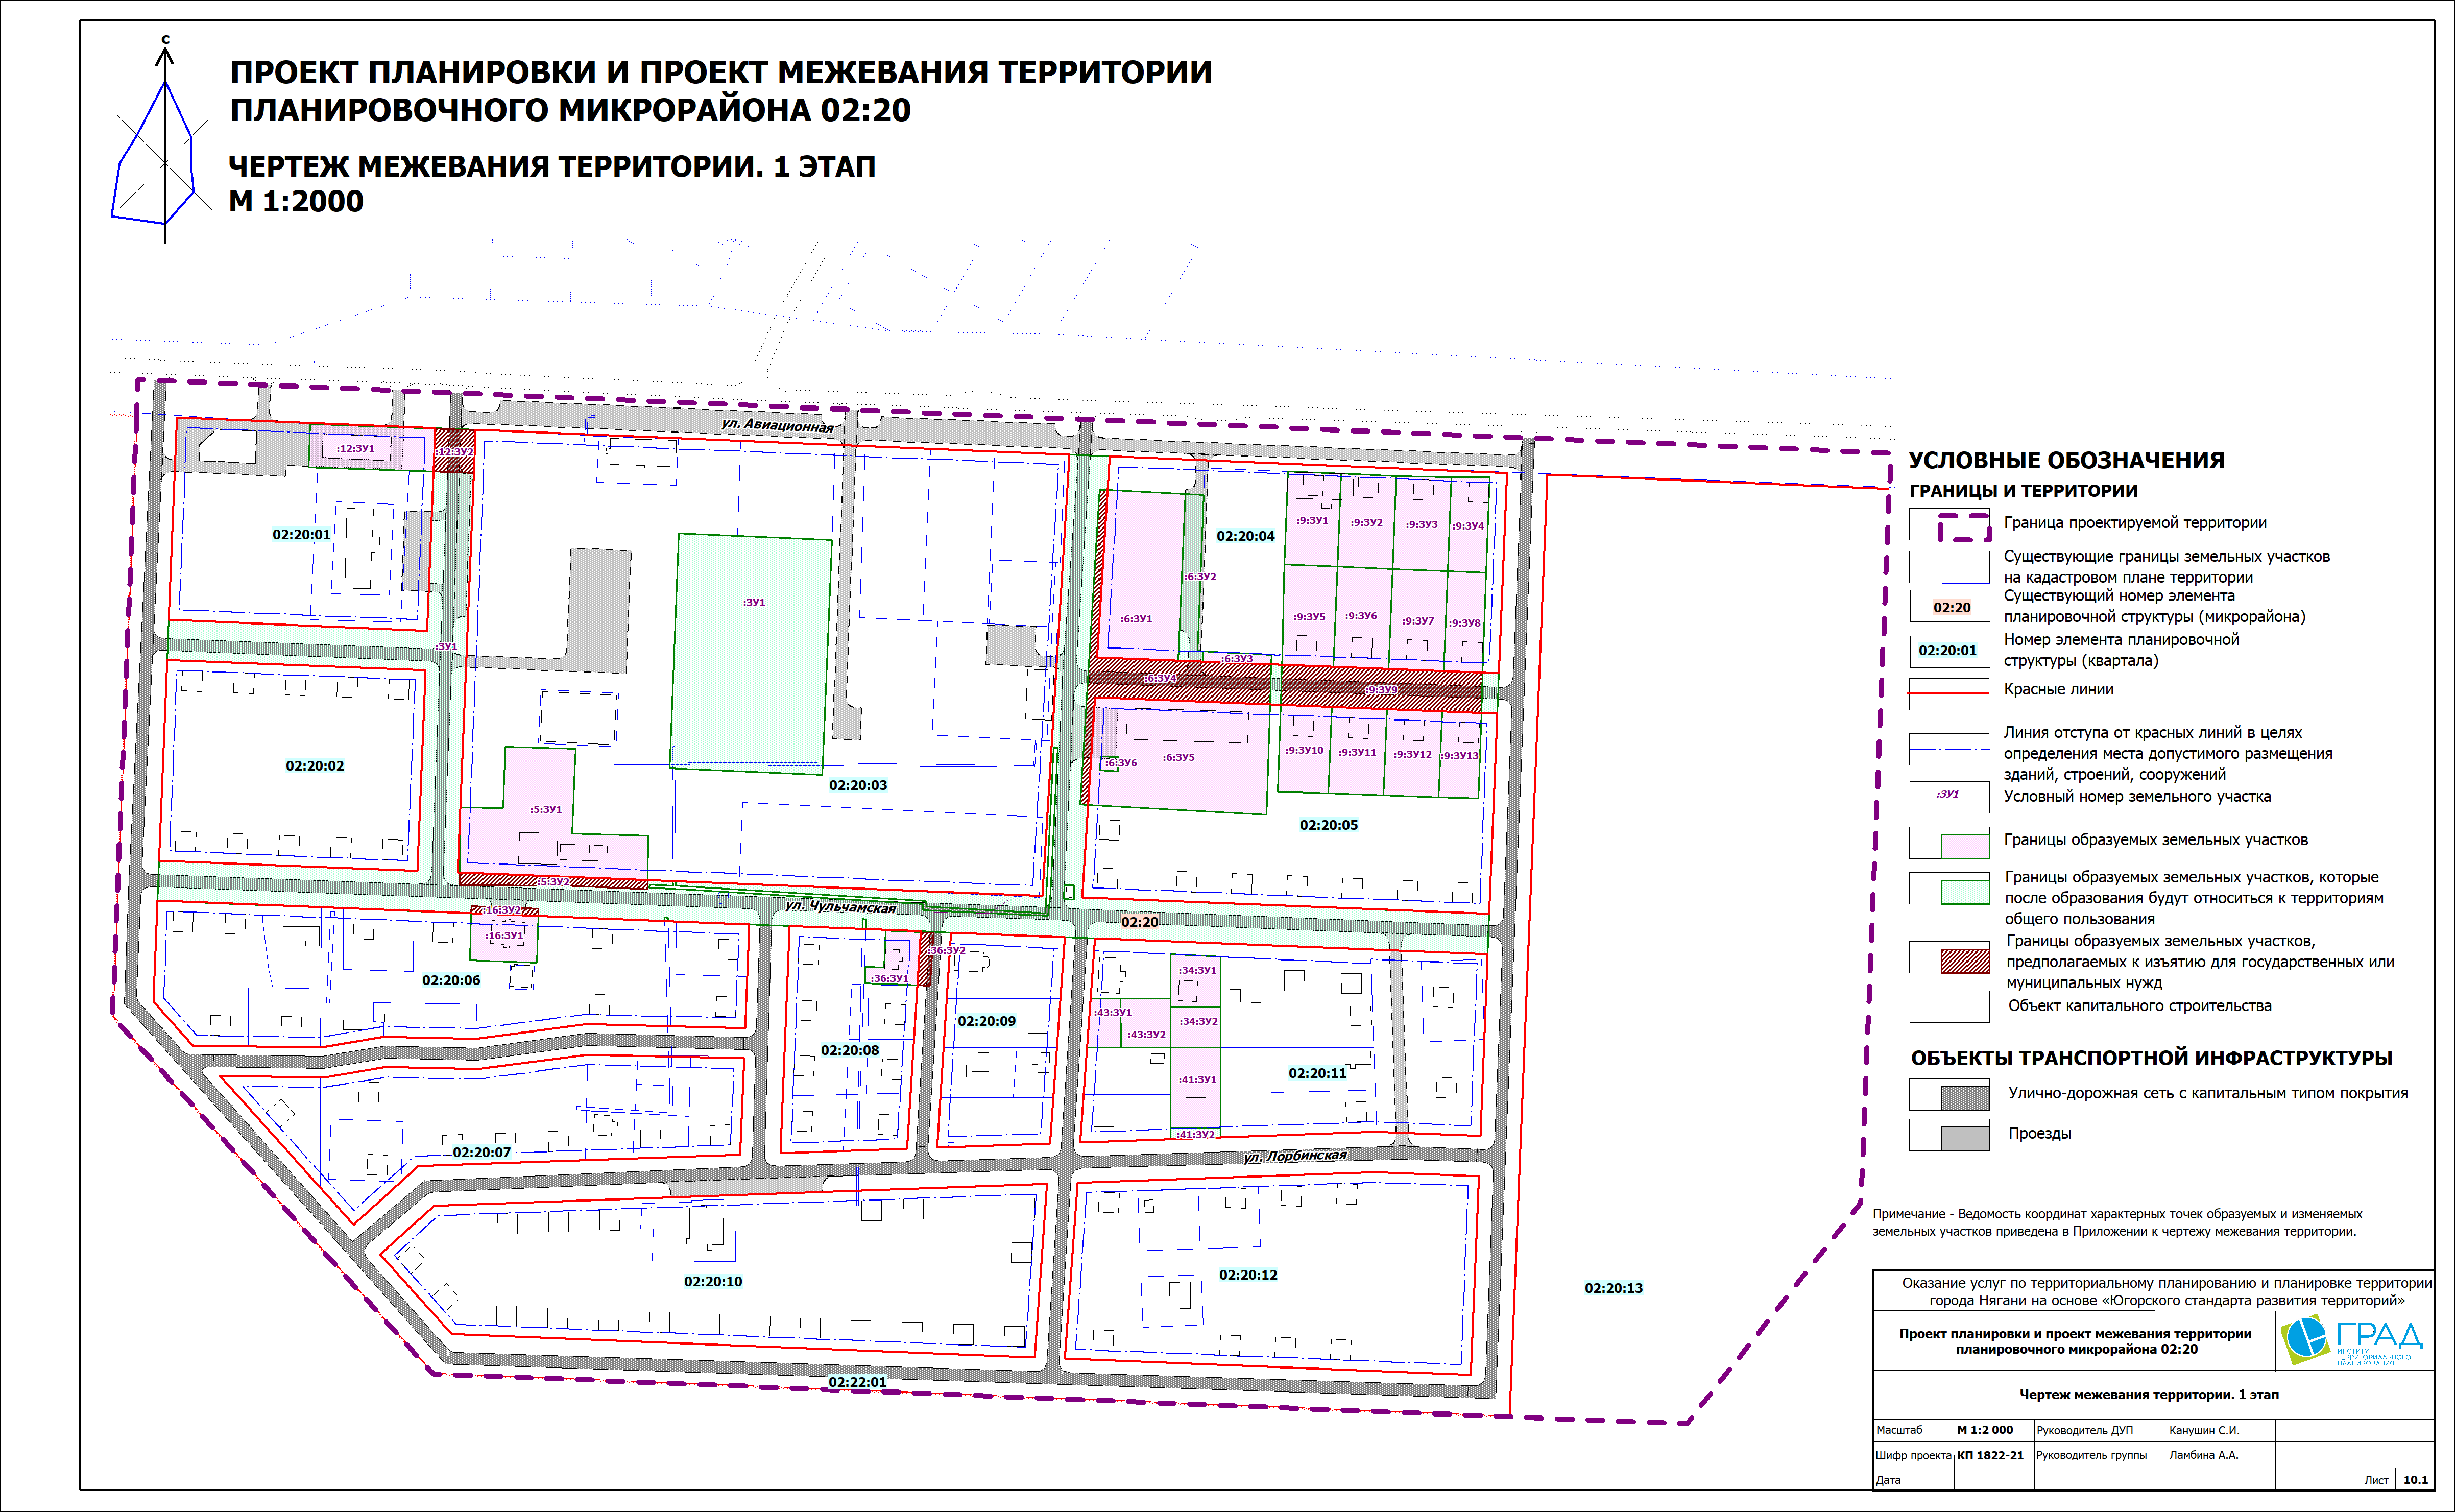 С
ПРОЕКТ ПЛАНИРОВКИ И ПРОЕКТ МЕЖЕВАНИЯ ТЕРРИТОРИИ
ПЛАНИРОВОЧНОГО МИКРОРАЙОНА 02:20
ЧЕРТЕЖ МЕЖЕВАНИЯ ТЕРРИТОРИИ. 1 ЭТАП
М 1:2000
ул. Авиационная
:12:ЗУ1
:12:ЗУ2
02:20:01
02:20:04
:9:ЗУ1
:9:ЗУ2
:9:ЗУ3
:9:ЗУ4
:6:ЗУ2
:ЗУ1
:6:ЗУ1
:9:ЗУ5
:9:ЗУ6
:9:ЗУ7
:9:ЗУ8
:ЗУ1
:6:ЗУ3
:6:ЗУ4
:9:ЗУ9
02:20:02
:6:ЗУ6
:6:ЗУ5
:9:ЗУ10
:9:ЗУ11
:9:ЗУ12
:9:ЗУ13
02:20:03
:5:ЗУ1
02:20:05
:5:ЗУ2
ул. Чульчамская
:16:ЗУ2
02:20
:16:ЗУ1
:36:ЗУ2
02:20:06
:36:ЗУ1
:34:ЗУ1
:43:ЗУ1
02:20:09
:34:ЗУ2
:43:ЗУ2
02:20:08
02:20:11
:41:ЗУ1
:41:ЗУ2
02:20:07
ул. Лорбинская
02:20:10
02:20:12
02:20:13
02:22:01
УСЛОВНЫЕ ОБОЗНАЧЕНИЯ
ГРАНИЦЫ И ТЕРРИТОРИИ
Граница проектируемой территории
Существующие границы земельных участков
на кадастровом плане территории
02:20
Существующий номер элемента
планировочной структуры (микрорайона)
02:20:01
Номер элемента планировочной
структуры (квартала)
Красные линии
Линия отступа от красных линий в целях
определения места допустимого размещения
зданий, строений, сооружений
:ЗУ1
Условный номер земельного участка
Границы образуемых земельных участков
Границы образуемых земельных участков, которые
после образования будут относиться к территориям
общего пользования
Границы образуемых земельных участков,
предполагаемых к изъятию для государственных или
муниципальных нужд
Объект капитального строительства
ОБЪЕКТЫ ТРАНСПОРТНОЙ ИНФРАСТРУКТУРЫ
Улично-дорожная сеть с капитальным типом покрытия
Проезды
Примечание - Ведомость координат характерных точек образуемых и изменяемых
земельных участков приведена в Приложении к чертежу межевания территории.
Оказание услуг по территориальному планированию и планировке территории
города Нягани на основе «Югорского стандарта развития территорий»
Проект планировки и проект межевания территории
планировочного микрорайона 02:20
ГРАД
ИНСТИТУТ
ТЕРРИТОРИАЛЬНОГО
ПЛАНИРОВАНИЯ
Чертеж межевания территории. 1 этап
Масштаб М 1:2 000 Руководитель ДУП Канушин С.И.
Шифр проекта КП 1822-21 Руководитель группы Ламбина А.А.
Дата Лист 10.1